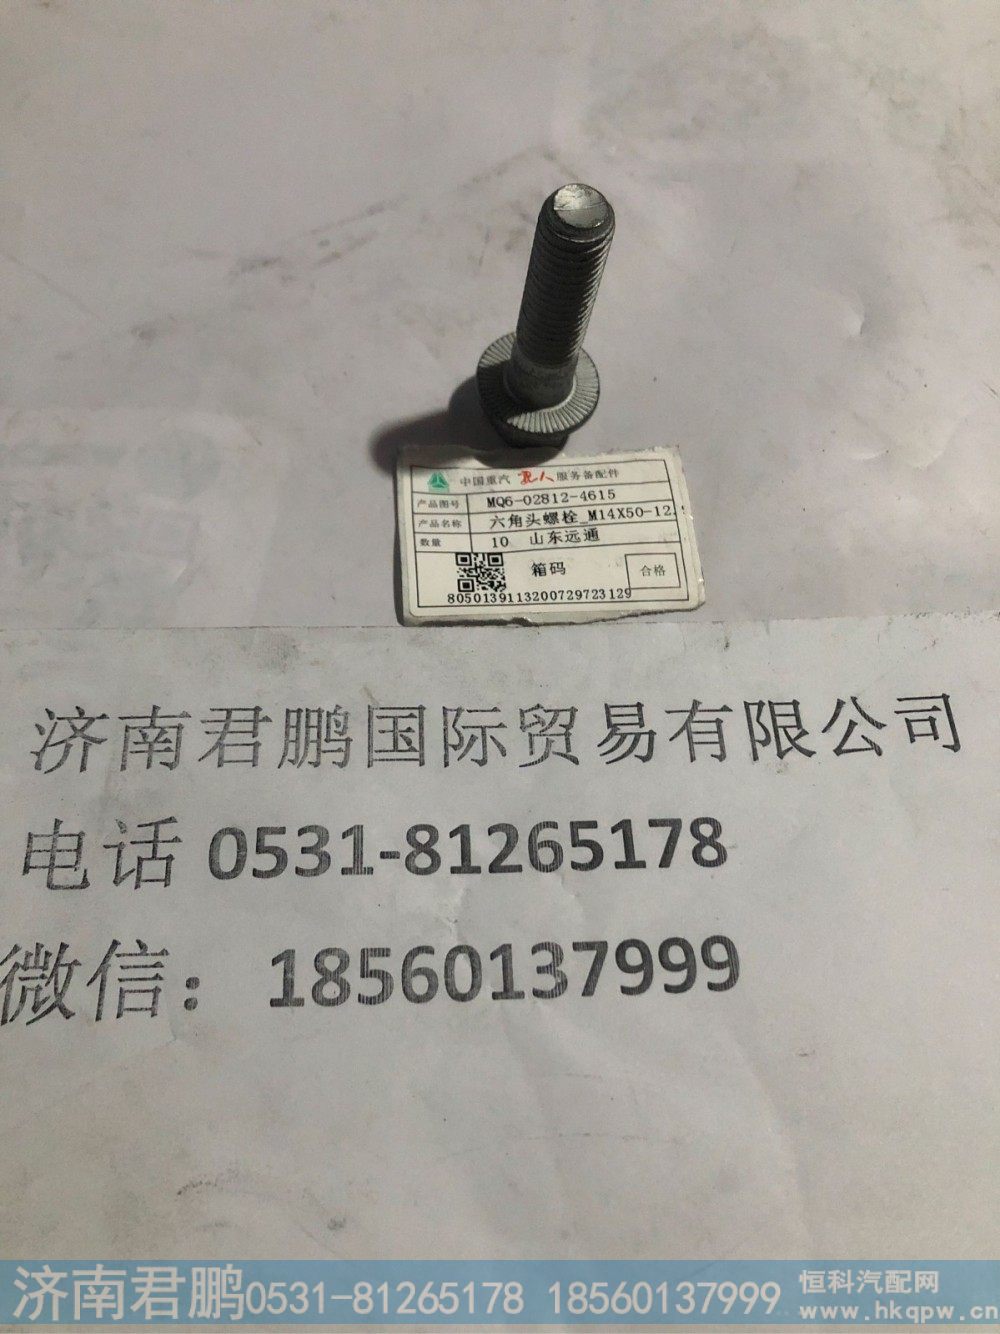 中国重汽 亲人 服务备配件
产品图号 MQ6-02812-4615
产品名称 六角头螺栓_M14X50-12.9
数量 10 山东远通
箱码 合格
8050139113200729723129
济南君鹏国际贸易有限公司
电话 0531-81265178
微信： 18560137999
济南君鹏0531-81265178 18560137999
恒科汽配网
www.hkqpw.cn